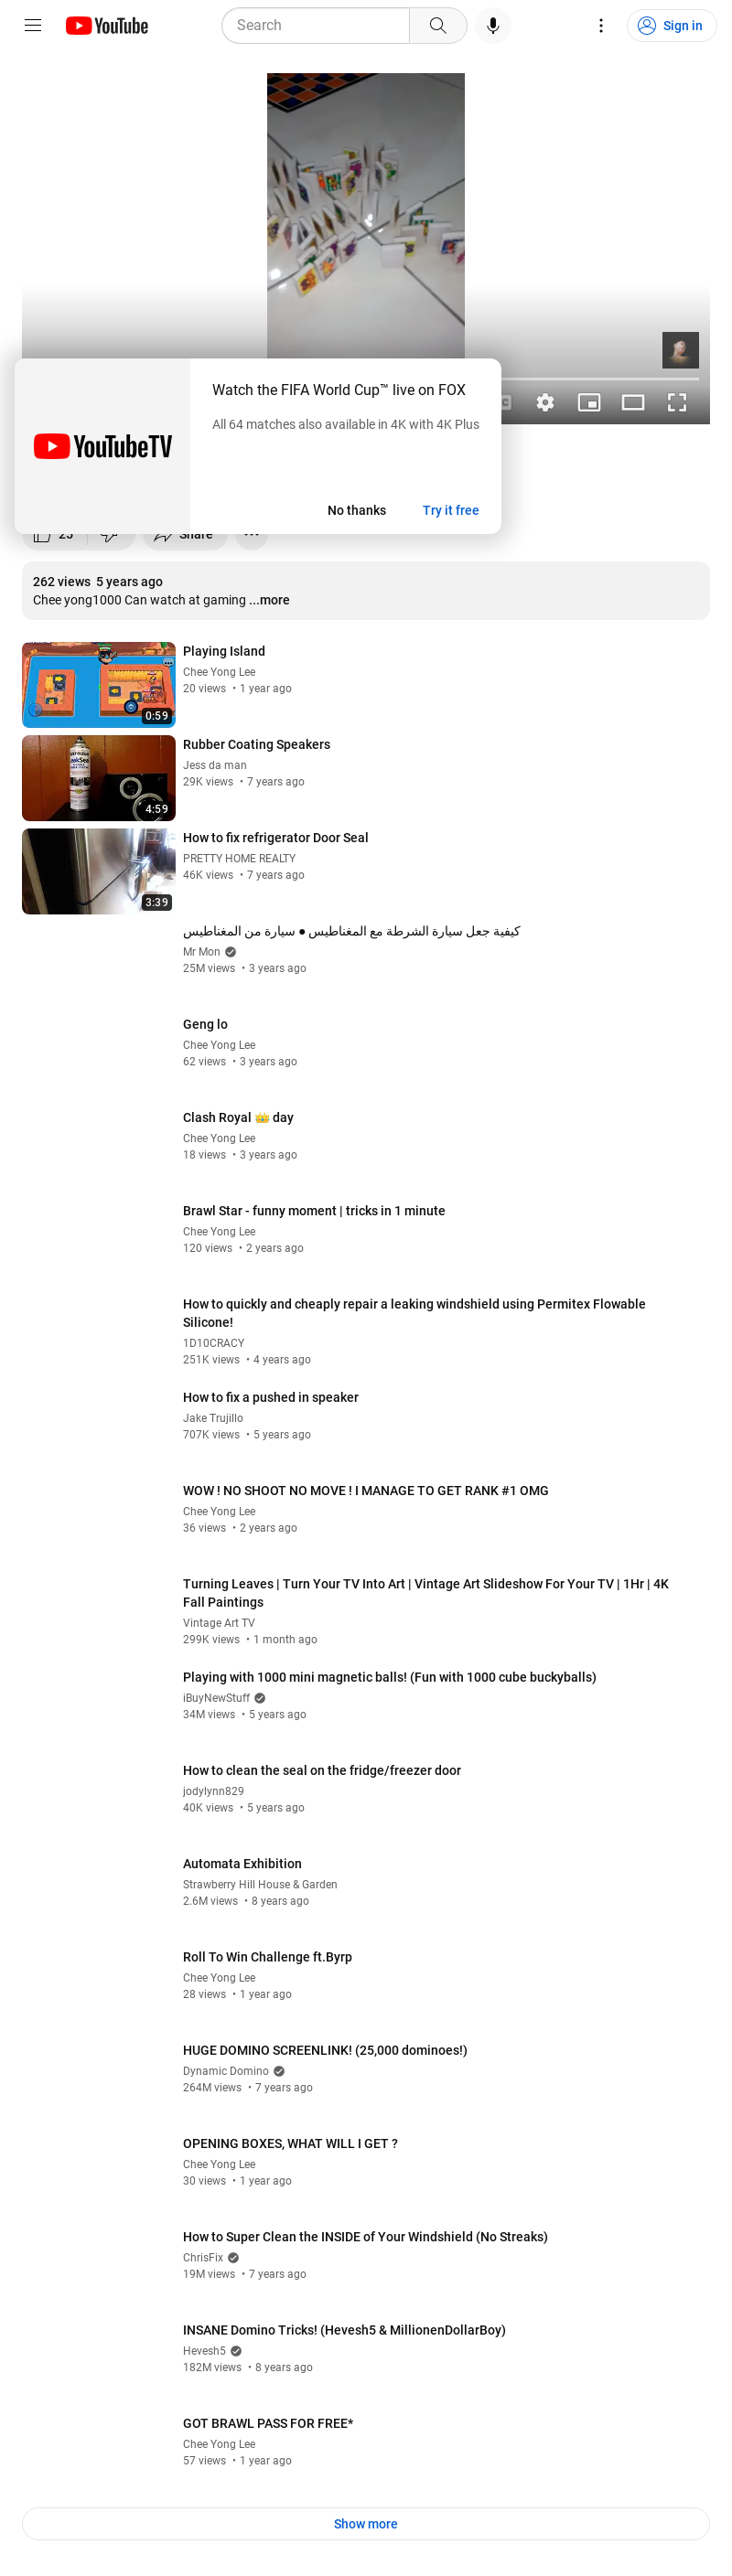 YouTube
Search
Sign in
Watch the FIFA World Cup™ live on FOX
All 64 matches also available in 4K with 4K Plus
YouTubeTV
No thanks
Try it free
25
Share
262 views 5 years ago
Chee yong1000 Can watch at gaming ...more
Playing Island
Chee Yong Lee
20 views • 1 year ago
0:59
Rubber Coating Speakers
Jess da man
29K views • 7 years ago
4:59
How to fix refrigerator Door Seal
PRETTY HOME REALTY
46K views • 7 years ago
3:39
كيفية جعل سيارة الشرطة مع المغناطيس ● سيارة من المغناطيس
Mr Mon
25M views • 3 years ago
Geng lo
Chee Yong Lee
62 views • 3 years ago
Clash Royal 👑 day
Chee Yong Lee
18 views • 3 years ago
Brawl Star - funny moment | tricks in 1 minute
Chee Yong Lee
120 views • 2 years ago
How to quickly and cheaply repair a leaking windshield using Permitex Flowable
Silicone!
1D10CRACY
251K views • 4 years ago
How to fix a pushed in speaker
Jake Trujillo
707K views • 5 years ago
WOW ! NO SHOOT NO MOVE ! I MANAGE TO GET RANK #1 OMG
Chee Yong Lee
36 views • 2 years ago
Turning Leaves | Turn Your TV Into Art | Vintage Art Slideshow For Your TV | 1Hr | 4K
Fall Paintings
Vintage Art TV
299K views • 1 month ago
Playing with 1000 mini magnetic balls! (Fun with 1000 cube buckyballs)
iBuyNewStuff
34M views • 5 years ago
How to clean the seal on the fridge/freezer door
jodylynn829
40K views • 5 years ago
Automata Exhibition
Strawberry Hill House & Garden
2.6M views • 8 years ago
Roll To Win Challenge ft.Byrp
Chee Yong Lee
28 views • 1 year ago
HUGE DOMINO SCREENLINK! (25,000 dominoes!)
Dynamic Domino
264M views • 7 years ago
OPENING BOXES, WHAT WILL I GET ?
Chee Yong Lee
30 views • 1 year ago
How to Super Clean the INSIDE of Your Windshield (No Streaks)
ChrisFix
19M views • 7 years ago
INSANE Domino Tricks! (Hevesh5 & MillionenDollarBoy)
Hevesh5
182M views • 8 years ago
GOT BRAWL PASS FOR FREE*
Chee Yong Lee
57 views • 1 year ago
Show more